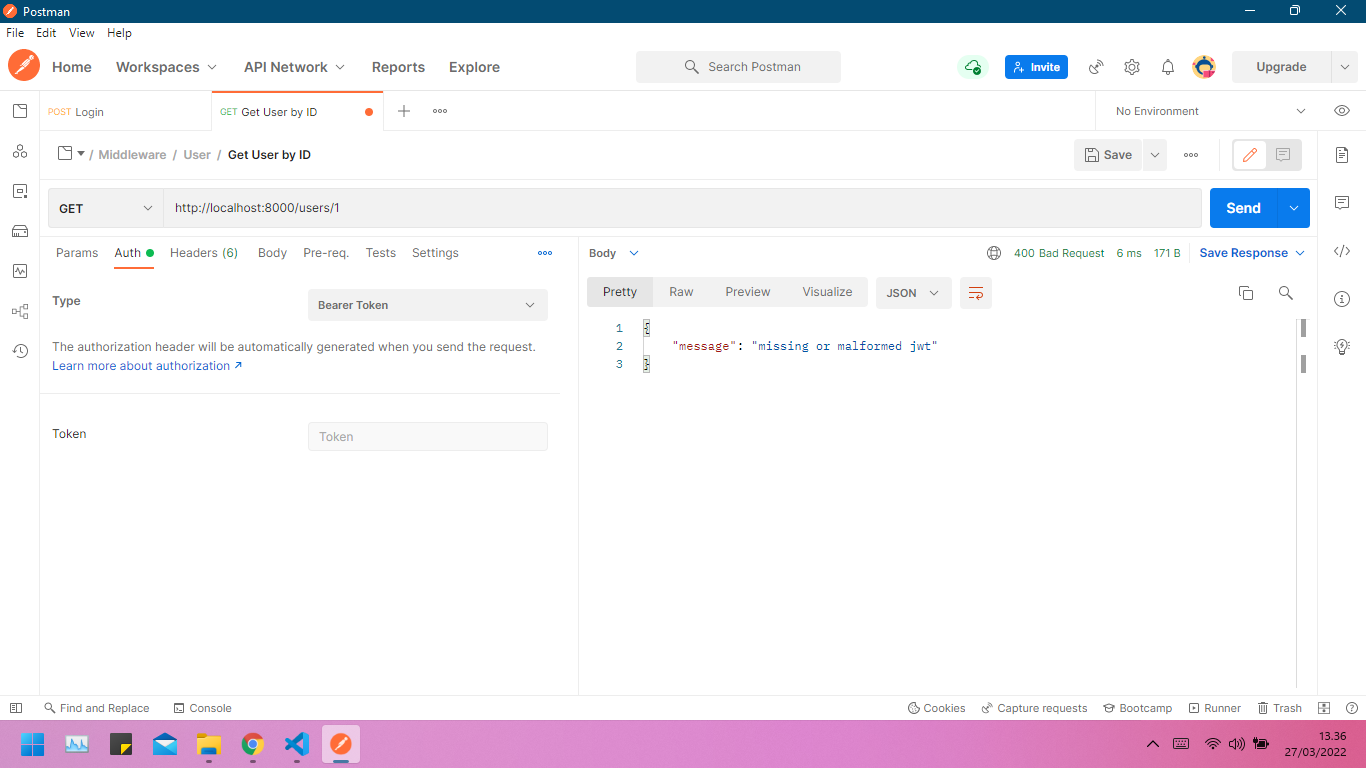 Postman
File Edit View Help
Home Workspaces API Network Reports Explore Search Postman Invite Upgrade
POST Login GET Get User by ID No Environment
/ Middleware / User / Get User by ID Save
GET http://localhost:8000/users/1 Send
Params Auth Headers (6) Body Pre-req. Tests Settings
Body 400 Bad Request 6 ms 171 B Save Response
Pretty Raw Preview Visualize JSON
Type Bearer Token
The authorization header will be automatically generated when you send the request.
Learn more about authorization ↗
Token Token
1 {
2 "message": "missing or malformed jwt"
3 }
Find and Replace Console Cookies Capture requests Bootcamp Runner Trash
13.36
27/03/2022